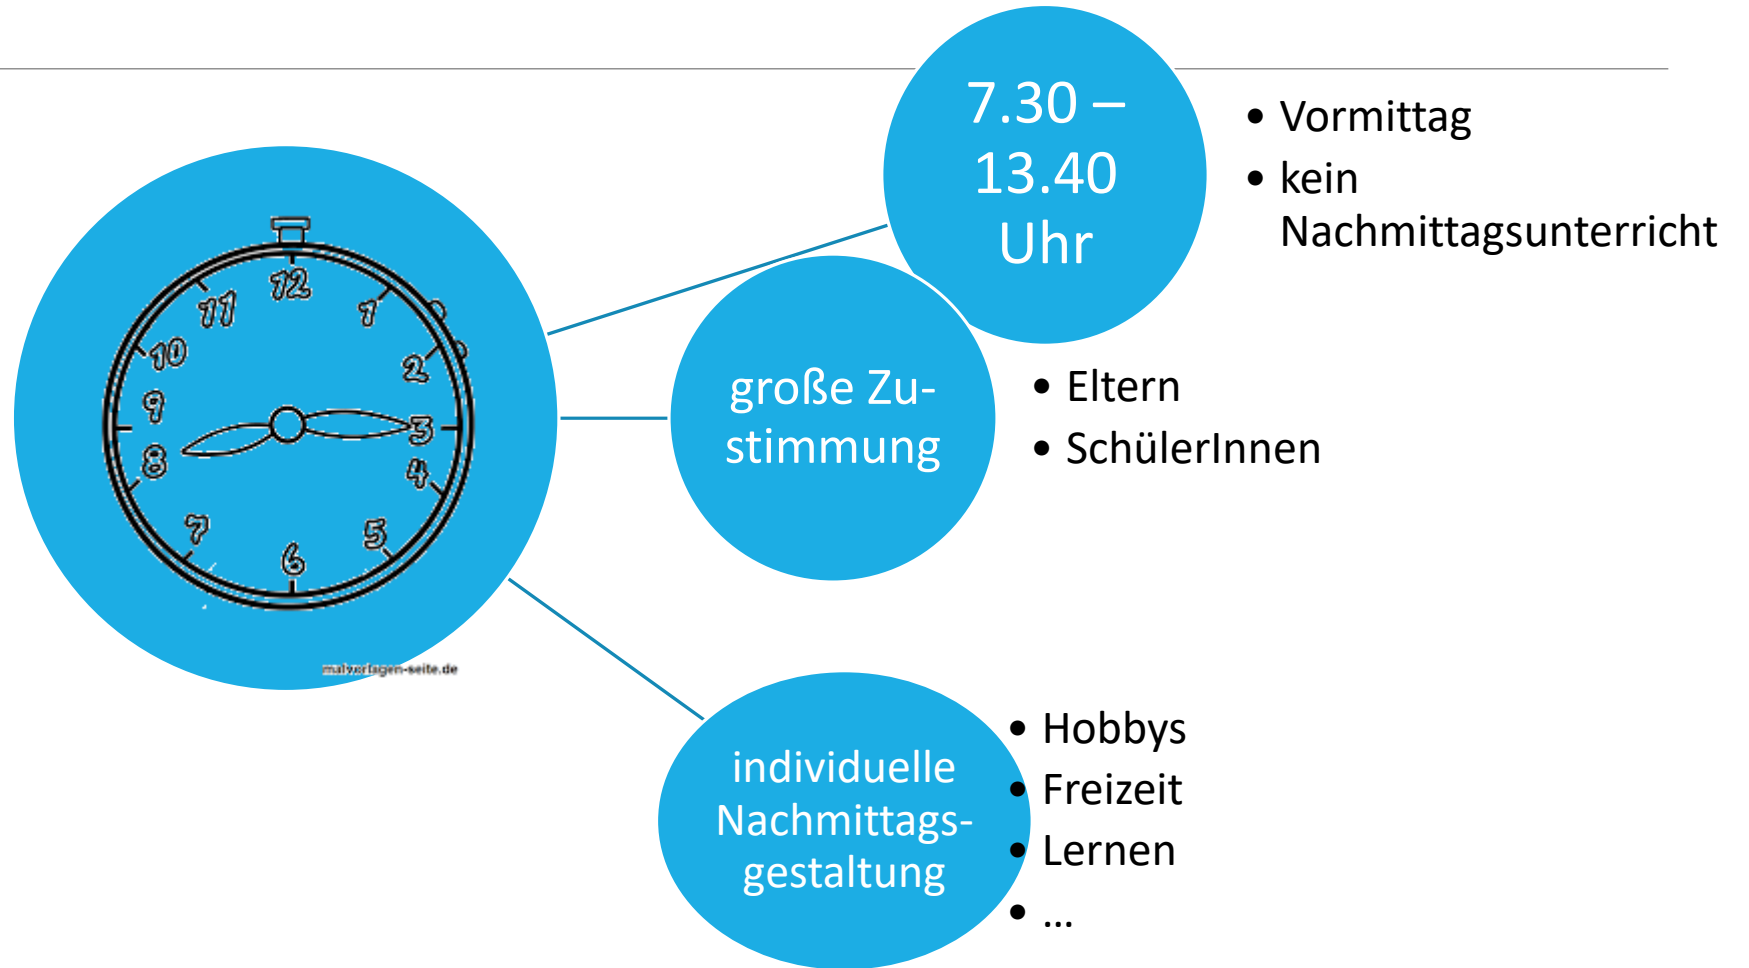 7.30 –
13.40
Uhr
• Vormittag
• kein
Nachmittagsunterricht
12
11
1
10
2
9
3
8
4
7
5
6
große Zu-
stimmung
• Eltern
• SchülerInnen
malvorlagen-seite.de
individuelle
Nachmittags-
gestaltung
• Hobbys
• Freizeit
• Lernen
• ...